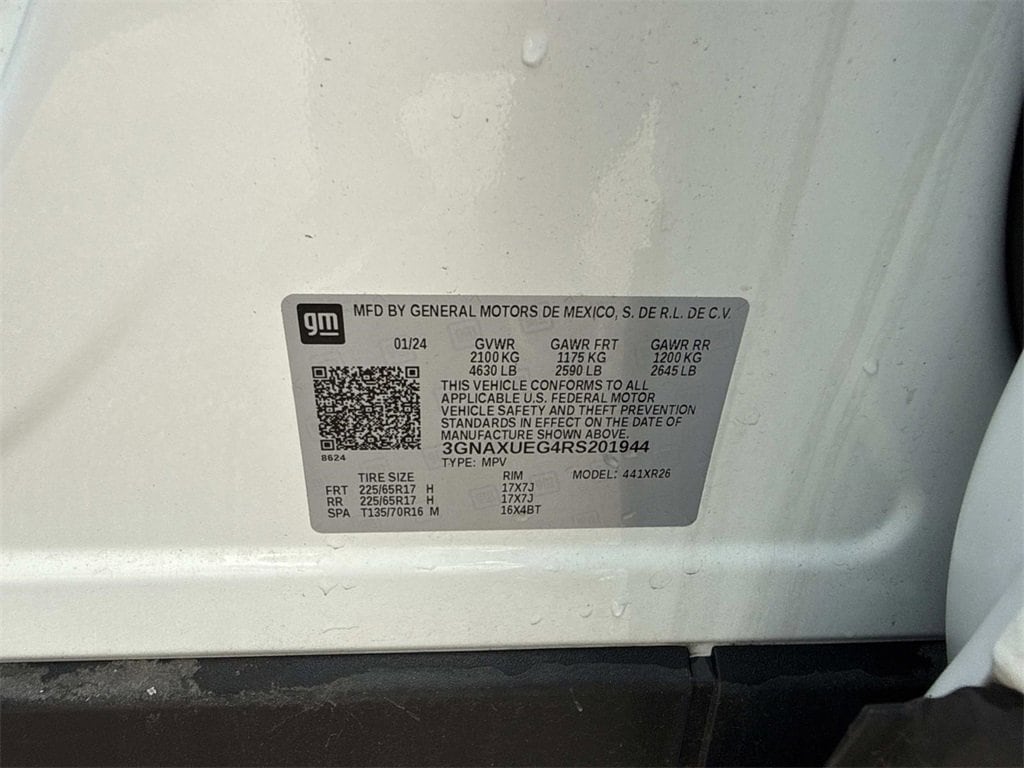 gm MFD BY GENERAL MOTORS DE MEXICO, S. DE R.L. DE C.V.
01/24 GVWR GAWR FRT GAWR RR
2100 KG 1175 KG 1200 KG
4630 LB 2590 LB 2645 LB
THIS VEHICLE CONFORMS TO ALL
APPLICABLE U.S. FEDERAL MOTOR
VEHICLE SAFETY AND THEFT PREVENTION
STANDARDS IN EFFECT ON THE DATE OF
MANUFACTURE SHOWN ABOVE.
8624 3GNAXUEG4RS201944
TYPE: MPV MODEL: 441XR26
TIRE SIZE RIM
FRT 225/65R17 H 17X7J
RR 225/65R17 H 17X7J
SPA T135/70R16 M 16X4BT